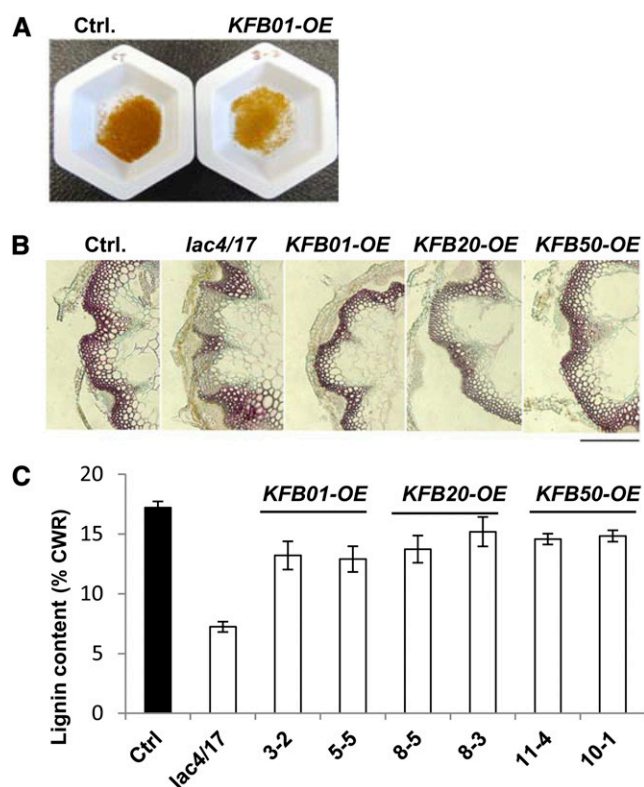 A
Ctrl. KFB01-OE
B
Ctrl. lac4/17 KFB01-OE KFB20-OE KFB50-OE
C
KFB01-OE KFB20-OE KFB50-OE
Lignin content (% CWR)
20
15
10
5
0
Ctrl lac4/17 3-2 5-5 8-5 8-3 11-4 10-1